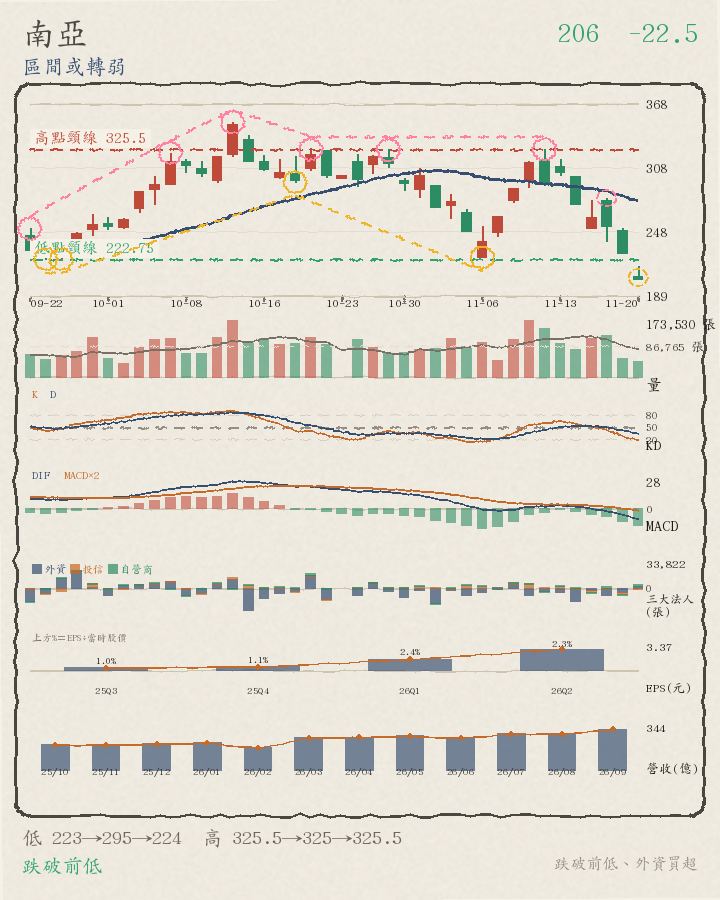 南亞
206 -22.5
區間或轉弱
368
高點頸線 325.5
308
低點頸線 222.75
248
189
09-22 10-01 10-08 10-16 10-23 10-30 11-06 11-13 11-20
173,530 張
86,765 張
量
K D
80
50
20
KD
DIF MACD×2
28
0
MACD
外資 投信 自營商
33,822
0
三大法人
(張)
上方%=EPS÷當時股價
1.0% 1.1% 2.4% 2.3%
3.37
25Q3 25Q4 26Q1 26Q2
EPS(元)
344
25/10 25/11 25/12 26/01 26/02 26/03 26/04 26/05 26/06 26/07 26/08 26/09
營收(億)
低 223→295→224 高 325.5→325→325.5
跌破前低
跌破前低、外資買超